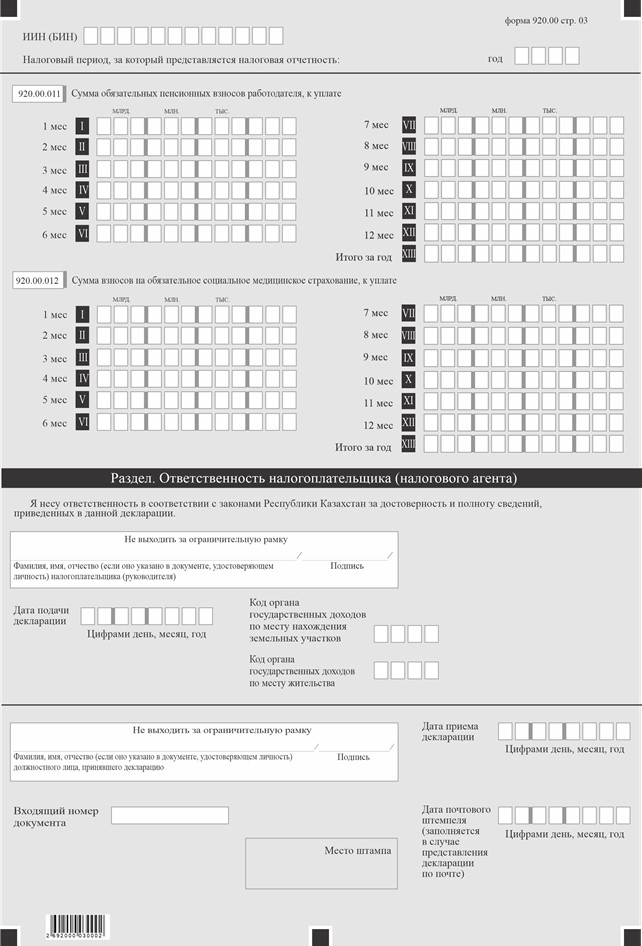 форма 920.00 стр. 03
ИИН (БИН)
Налоговый период, за который представляется налоговая отчетность:
год
920.00.011 Сумма обязательных пенсионных взносов работодателя, к уплате
МЛРД. МЛН. ТЫС.
1 мес I
2 мес II
3 мес III
4 мес IV
5 мес V
6 мес VI
МЛРД. МЛН. ТЫС.
7 мес VII
8 мес VIII
9 мес IX
10 мес X
11 мес XI
12 мес XII
Итого за год XIII
920.00.012 Сумма взносов на обязательное социальное медицинское страхование, к уплате
МЛРД. МЛН. ТЫС.
1 мес I
2 мес II
3 мес III
4 мес IV
5 мес V
6 мес VI
МЛРД. МЛН. ТЫС.
7 мес VII
8 мес VIII
9 мес IX
10 мес X
11 мес XI
12 мес XII
Итого за год XIII
Раздел. Ответственность налогоплательщика (налогового агента)
Я несу ответственность в соответствии с законами Республики Казахстан за достоверность и полноту сведений,
приведенных в данной декларации.
Не выходить за ограничительную рамку
/ /
Фамилия, имя, отчество (если оно указано в документе, удостоверяющем
личность) налогоплательщика (руководителя)
Подпись
Дата подачи
декларации
Цифрами день, месяц, год
Код органа
государственных доходов
по месту нахождения
земельных участков
Код органа
государственных доходов
по месту жительства
Не выходить за ограничительную рамку
/ /
Фамилия, имя, отчество (если оно указано в документе, удостоверяющем личность)
должностного лица, принявшего декларацию
Подпись
Дата приема
декларации
Цифрами день, месяц, год
Входящий номер
документа
Место штампа
Дата почтового
штемпеля
(заполняется
в случае
представления
декларации
по почте)
Цифрами день, месяц, год
2 692000 030002